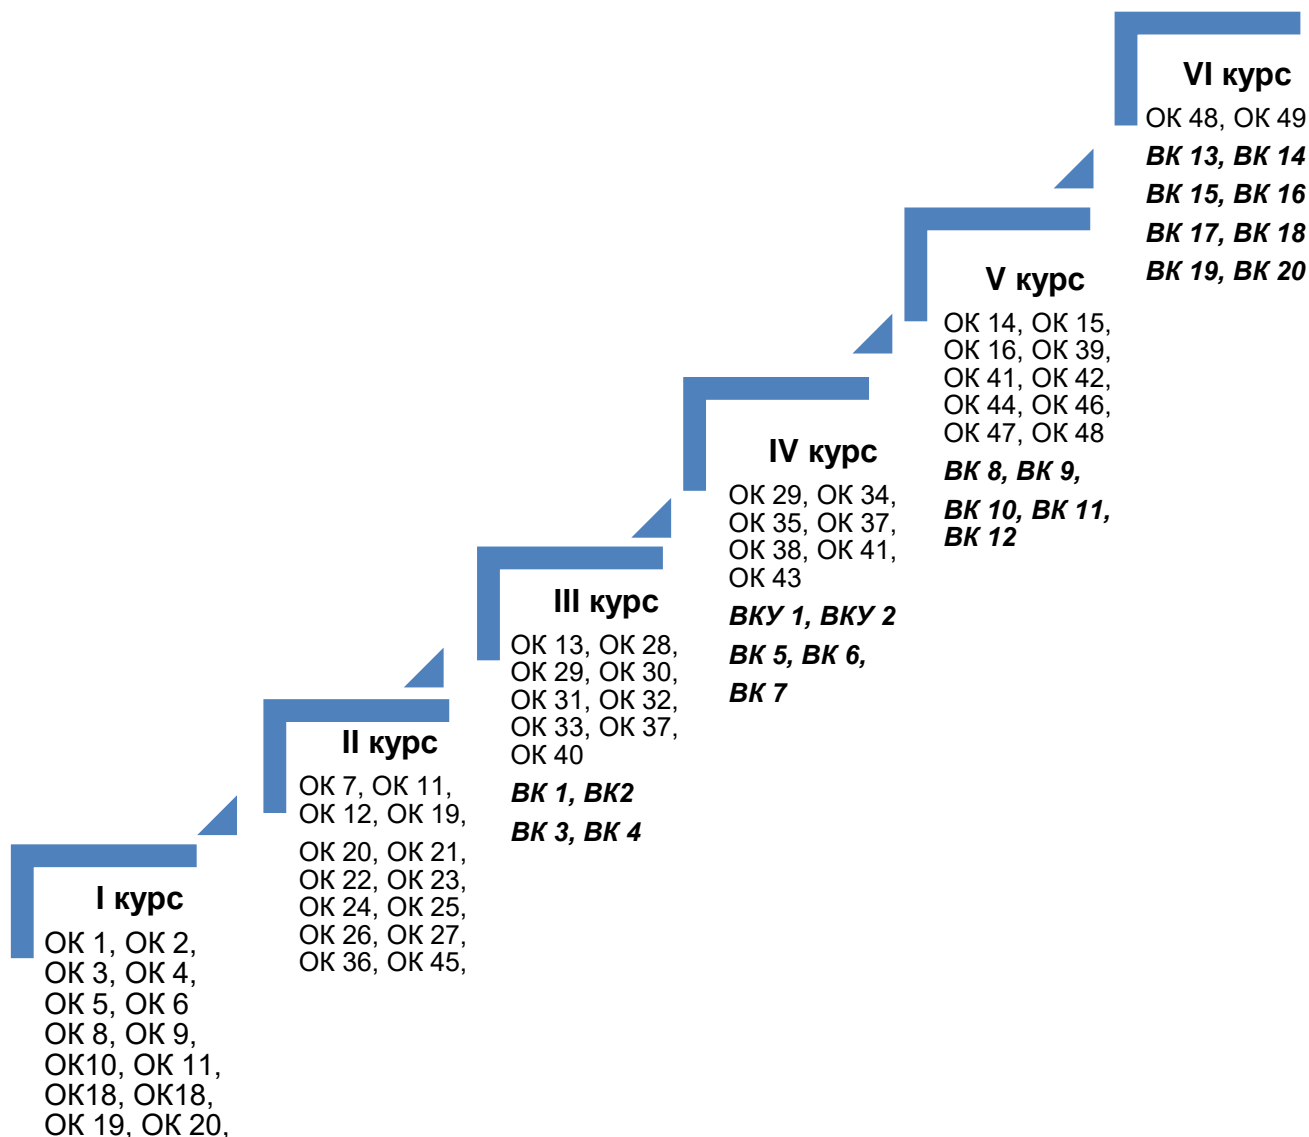 I курс
ОК 1, ОК 2,
ОК 3, ОК 4,
ОК 5, ОК 6
ОК 8, ОК 9,
ОК10, ОК 11,
ОК18, ОК18,
ОК 19, ОК 20,
II курс
ОК 7, ОК 11,
ОК 12, ОК 19,
ОК 20, ОК 21,
ОК 22, ОК 23,
ОК 24, ОК 25,
ОК 26, ОК 27,
ОК 36, ОК 45,
III курс
ОК 13, ОК 28,
ОК 29, ОК 30,
ОК 31, ОК 32,
ОК 33, ОК 37,
ОК 40
ВК 1, ВК2
ВК 3, ВК 4
IV курс
ОК 29, ОК 34,
ОК 35, ОК 37,
ОК 38, ОК 41,
ОК 43
ВКУ 1, ВКУ 2
ВК 5, ВК 6,
ВК 7
V курс
ОК 14, ОК 15,
ОК 16, ОК 39,
ОК 41, ОК 42,
ОК 44, ОК 46,
ОК 47, ОК 48
ВК 8, ВК 9,
ВК 10, ВК 11,
ВК 12
VI курс
ОК 48, ОК 49
ВК 13, ВК 14
ВК 15, ВК 16
ВК 17, ВК 18
ВК 19, ВК 20